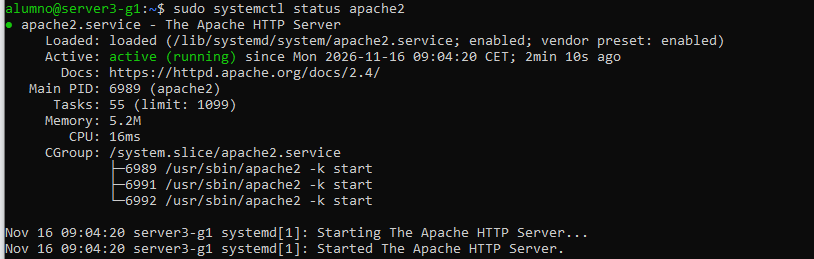 alumno@server3-g1:~$ sudo systemctl status apache2
● apache2.service - The Apache HTTP Server
Loaded: loaded (/lib/systemd/system/apache2.service; enabled; vendor preset: enabled)
Active: active (running) since Mon 2026-11-16 09:04:20 CET; 2min 10s ago
Docs: https://httpd.apache.org/docs/2.4/
Main PID: 6989 (apache2)
Tasks: 55 (limit: 1099)
Memory: 5.2M
CPU: 16ms
CGroup: /system.slice/apache2.service
├─6989 /usr/sbin/apache2 -k start
├─6991 /usr/sbin/apache2 -k start
└─6992 /usr/sbin/apache2 -k start
Nov 16 09:04:20 server3-g1 systemd[1]: Starting The Apache HTTP Server...
Nov 16 09:04:20 server3-g1 systemd[1]: Started The Apache HTTP Server.